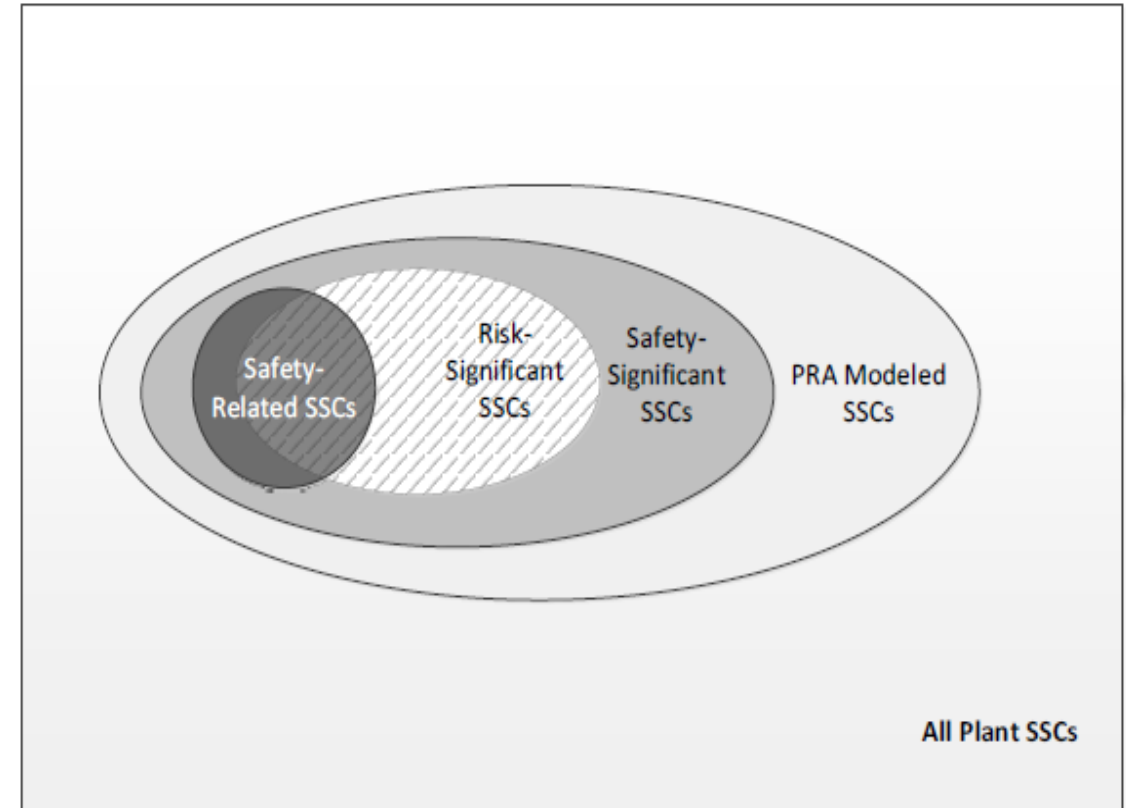 Safety-
Related SSCs
Risk-
Significant
SSCs
Safety-
Significant
SSCs
PRA Modeled
SSCs
All Plant SSCs